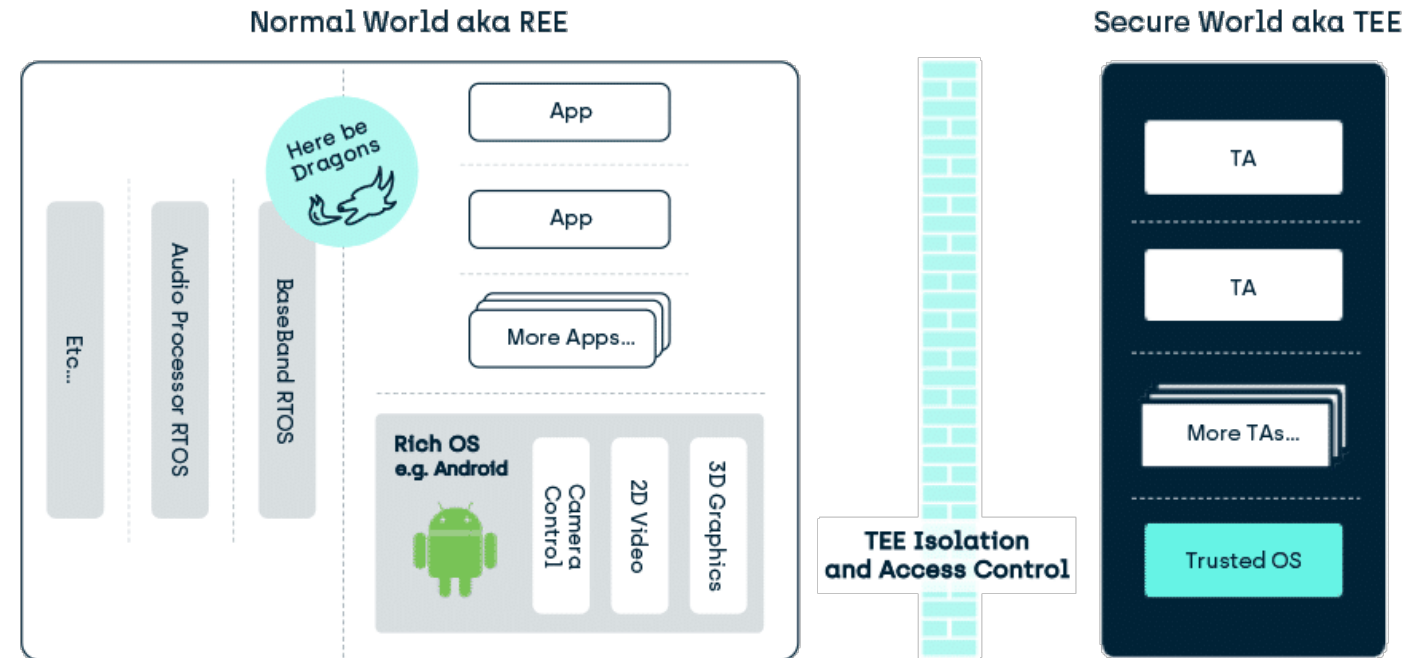 Normal World aka REE
Secure World aka TEE
Here be
Dragons
App
App
More Apps...
Etc...
Audio Processor RTOS
BaseBand RTOS
Rich OS
e.g. Android
Camera
Control
2D Video
3D Graphics
TEE Isolation
and Access Control
TA
TA
More TAs...
Trusted OS